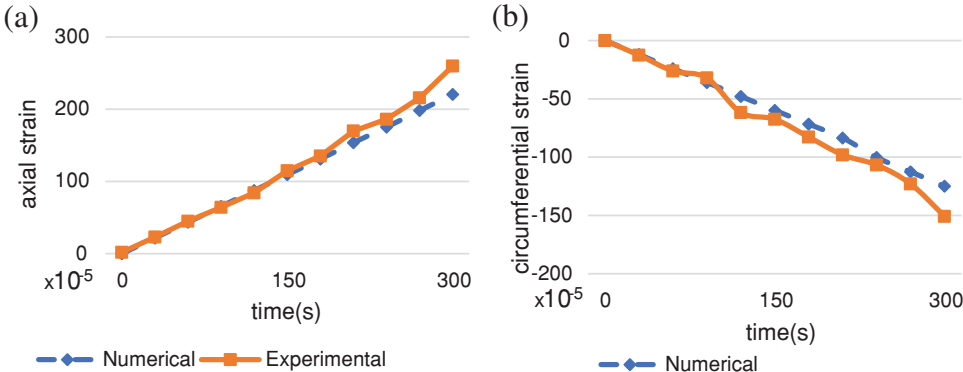 (a)
300
200
100
0
axial strain
x10-5
0 150 300
time(s)
Numerical Experimental
(b)
0
-50
-100
-150
-200
circumferential strain
x10-5
0 150 300
time(s)
Numerical